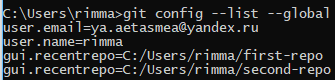 C:\Users\rimma>git config --list --global
user.email=ya.aetasmea@yandex.ru
user.name=rimma
gui.recentrepo=C:/Users/rimma/first-repo
gui.recentrepo=C:/Users/rimma/second-repo